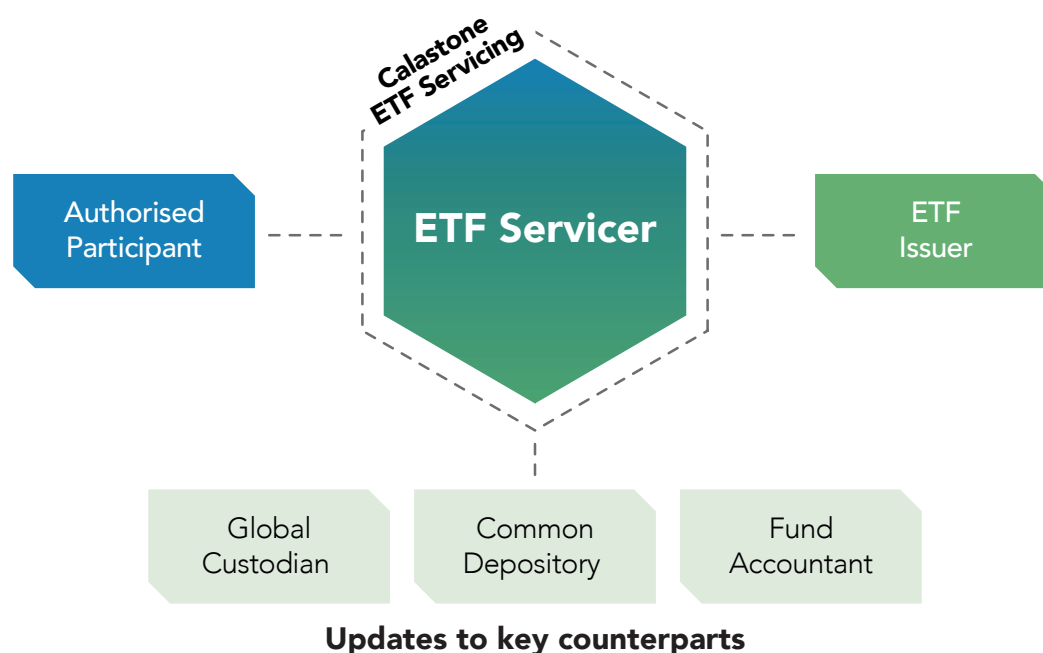 Calastone
ETF Servicing
Authorised
Participant
ETF Servicer
ETF
Issuer
Global
Custodian
Common
Depository
Fund
Accountant
Updates to key counterparts